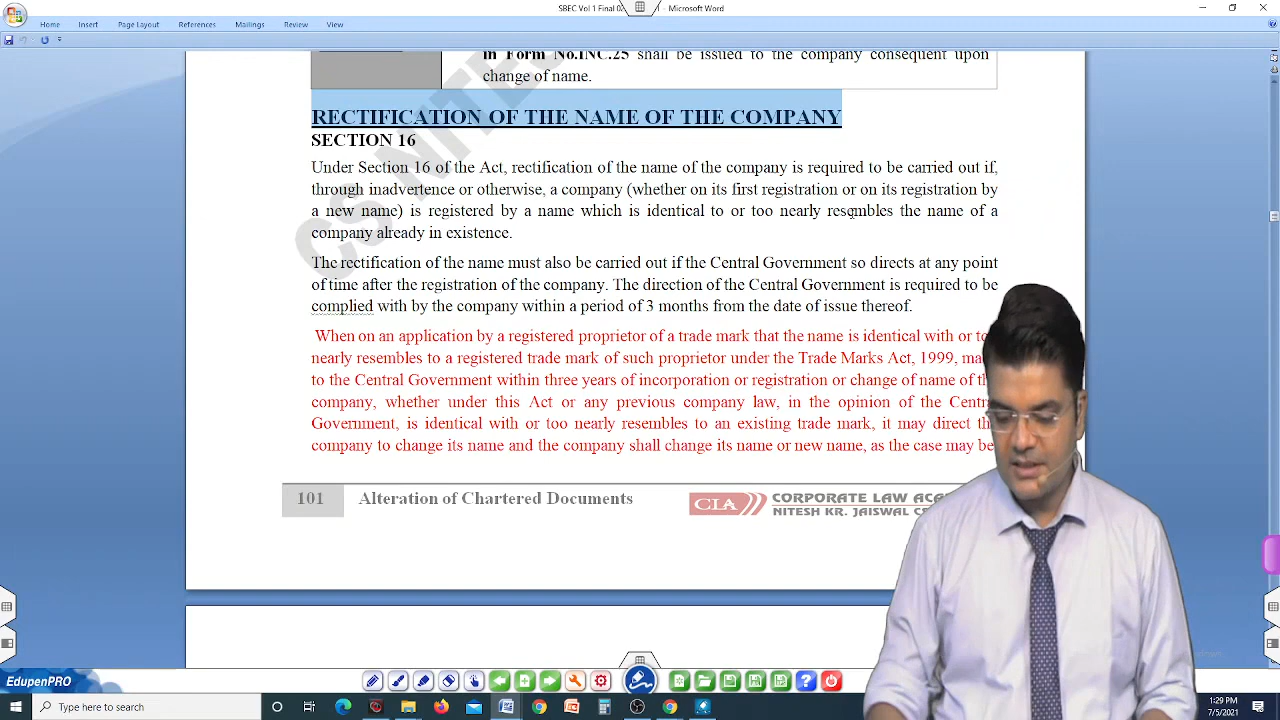 SBEC Vol 1 Final 0
- Microsoft Word
Home Insert Page Layout References Mailings Review View
in Form No.INC.25 shall be issued to the company consequent upon
change of name.
RECTIFICATION OF THE NAME OF THE COMPANY
SECTION 16
Under Section 16 of the Act, rectification of the name of the company is required to be carried out if,
through inadvertence or otherwise, a company (whether on its first registration or on its registration by
a new name) is registered by a name which is identical to or too nearly resembles the name of a
company already in existence.
The rectification of the name must also be carried out if the Central Government so directs at any point
of time after the registration of the company. The direction of the Central Government is required to be
complied with by the company within a period of 3 months from the date of issue thereof.
When on an application by a registered proprietor of a trade mark that the name is identical with or to
nearly resembles to a registered trade mark of such proprietor under the Trade Marks Act, 1999, ma
to the Central Government within three years of incorporation or registration or change of name of th
company, whether under this Act or any previous company law, in the opinion of the Centr
Government, is identical with or too nearly resembles to an existing trade mark, it may direct th
company to change its name and the company shall change its name or new name, as the case may be
101 Alteration of Chartered Documents
CIA CORPORATE LAW ACA
NITESH KR. JAISWAL CS
CS NITE
EdupenPRO
Type here to search
1:29 PM
7/5/2021